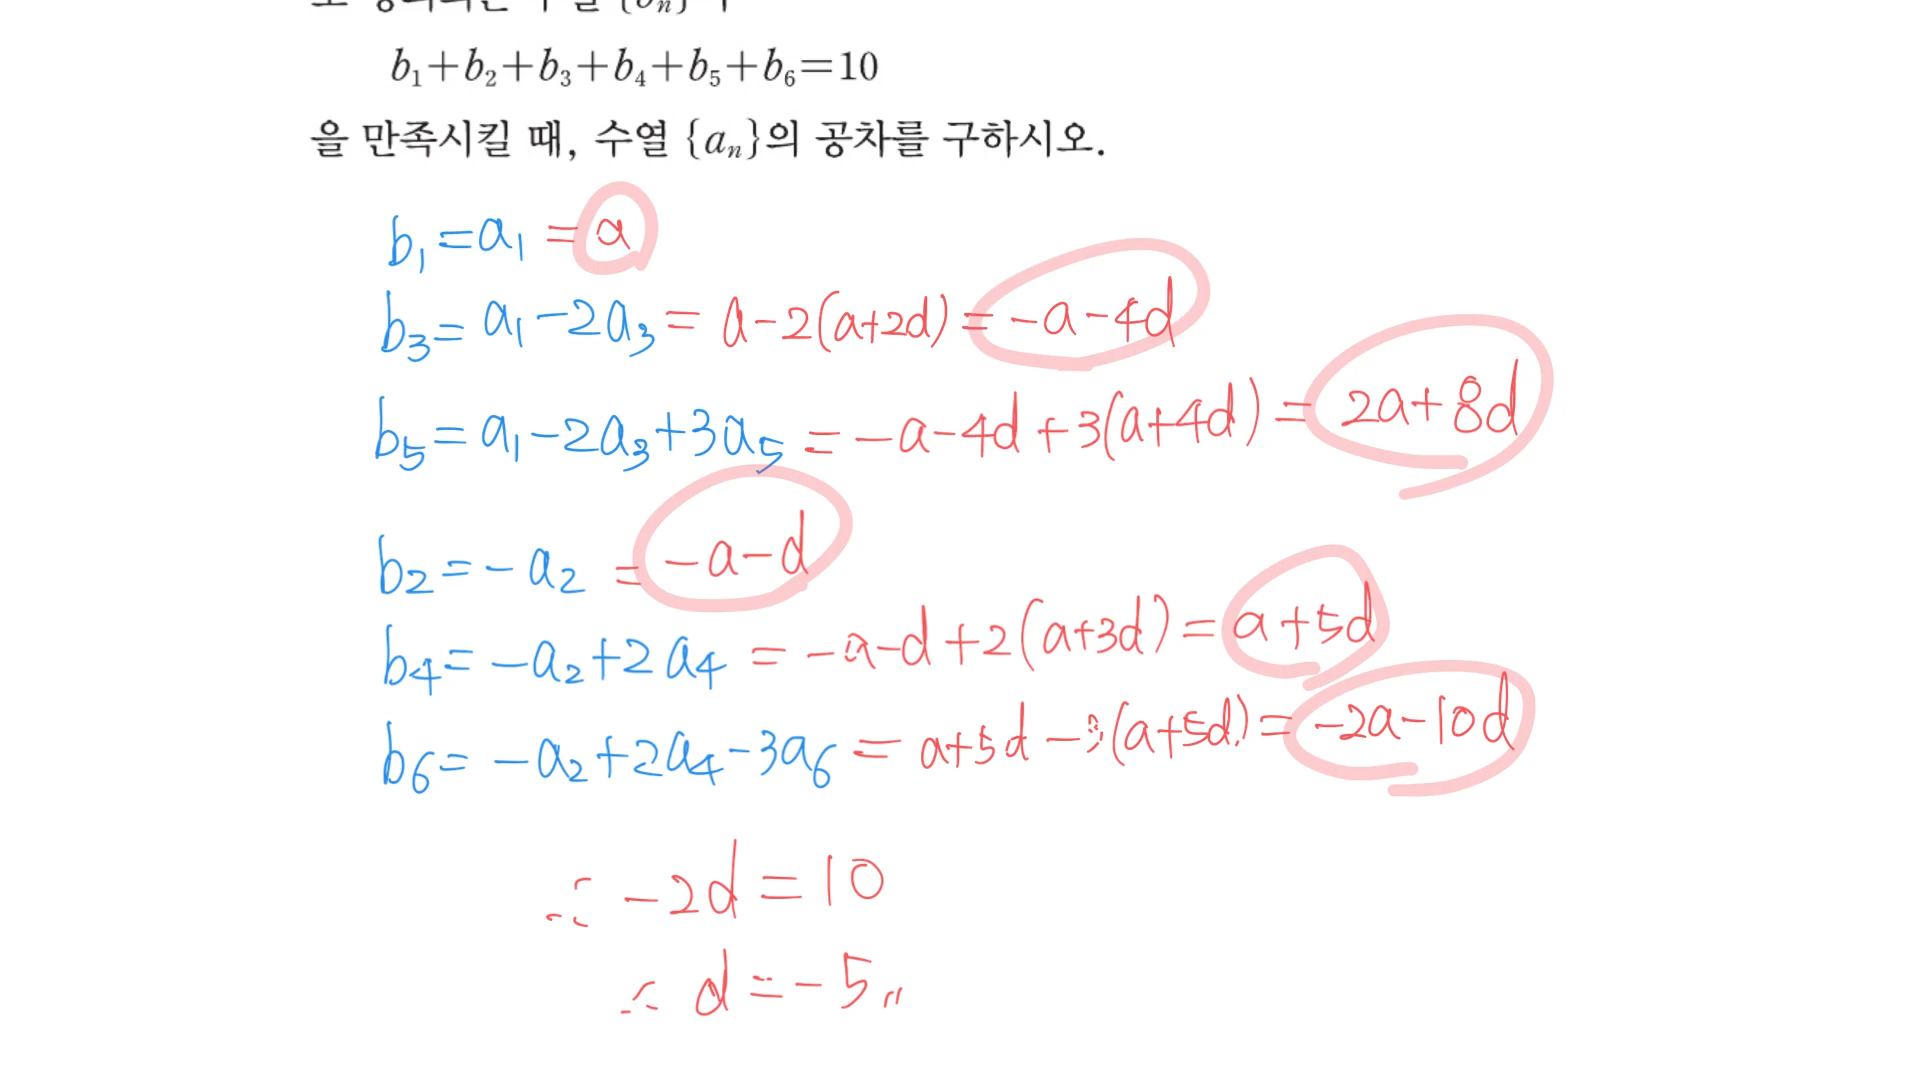 b₁+b₂+b₃+b₄+b₅+b₆=10
을 만족시킬 때, 수열 {aₙ}의 공차를 구하시오.
b₁ = a₁ = a
b₃ = a₁ - 2a₃ = a - 2(a+2d) = -a - 4d
b₅ = a₁ - 2a₃ + 3a₅ = -a - 4d + 3(a+4d) = 2a + 8d
b₂ = -a₂ = -a - d
b₄ = -a₂ + 2a₄ = -a - d + 2(a+3d) = a + 5d
b₆ = -a₂ + 2a₄ - 3a₆ = a + 5d - 3(a+5d) = -2a - 10d
∴ -2d = 10
∴ d = -5〃